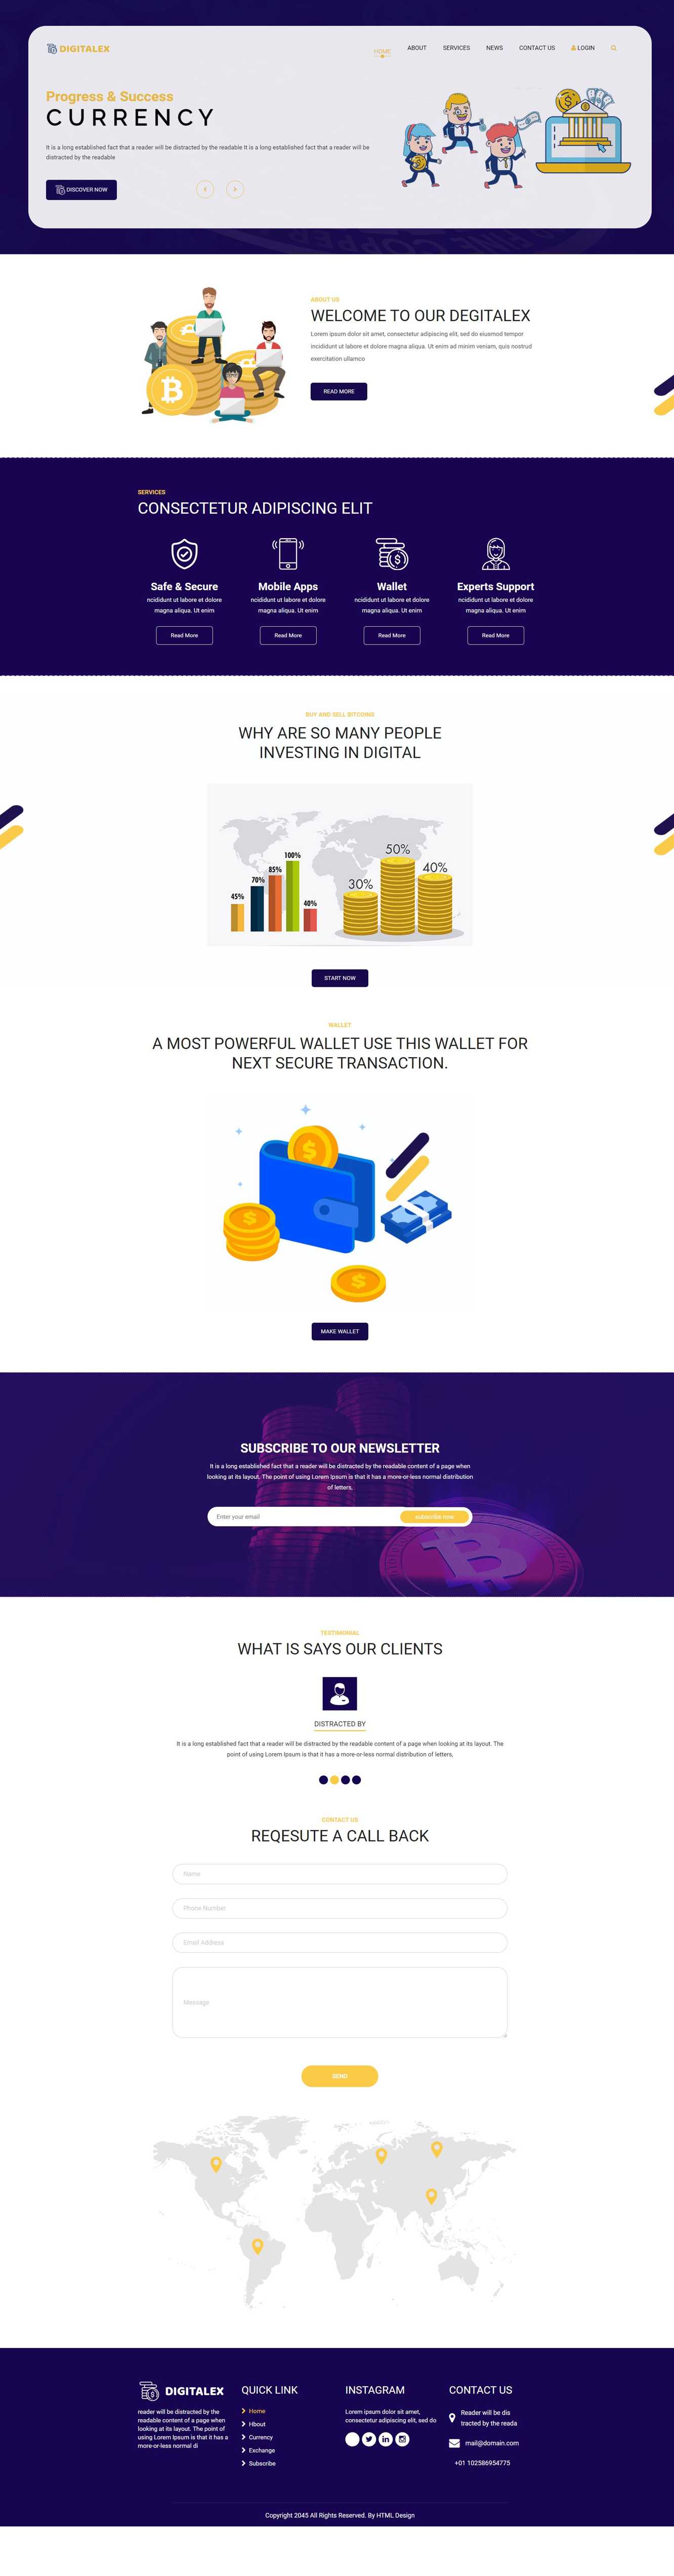 DIGITALEX
HOME
ABOUT
SERVICES
NEWS
CONTACT US
LOGIN
Progress & Success
CURRENCY
It is a long established fact that a reader will be distracted by the readable It is a long established fact that a reader will be
distracted by the readable
DISCOVER NOW
ABOUT US
WELCOME TO OUR DEGITALEX
Lorem ipsum dolor sit amet, consectetur adipiscing elit, sed do eiusmod tempor
incididunt ut labore et dolore magna aliqua. Ut enim ad minim veniam, quis nostrud
exercitation ullamco
READ MORE
SERVICES
CONSECTETUR ADIPISCING ELIT
Safe & Secure
ncididunt ut labore et dolore
magna aliqua. Ut enim
Read More
Mobile Apps
ncididunt ut labore et dolore
magna aliqua. Ut enim
Read More
Wallet
ncididunt ut labore et dolore
magna aliqua. Ut enim
Read More
Experts Support
ncididunt ut labore et dolore
magna aliqua. Ut enim
Read More
BUY AND SELL BITCOINS
WHY ARE SO MANY PEOPLE
INVESTING IN DIGITAL
45%
70%
85%
100%
40%
30%
50%
40%
START NOW
WALLET
A MOST POWERFUL WALLET USE THIS WALLET FOR
NEXT SECURE TRANSACTION.
MAKE WALLET
SUBSCRIBE TO OUR NEWSLETTER
It is a long established fact that a reader will be distracted by the readable content of a page when
looking at its layout. The point of using Lorem Ipsum is that it has a more-or-less normal distribution
of letters,
Enter your email
subscribe now
TESTIMONIAL
WHAT IS SAYS OUR CLIENTS
DISTRACTED BY
It is a long established fact that a reader will be distracted by the readable content of a page when looking at its layout. The
point of using Lorem Ipsum is that it has a more-or-less normal distribution of letters,
CONTACT US
REQESUTE A CALL BACK
Name
Phone Number
Email Address
Message
SEND
DIGITALEX
reader will be distracted by the
readable content of a page when
looking at its layout. The point of
using Lorem Ipsum is that it has a
more-or-less normal di
QUICK LINK
Home
Hbout
Currency
Exchange
Subscribe
INSTAGRAM
Lorem ipsum dolor sit amet,
consectetur adipiscing elit, sed do
CONTACT US
Reader will be dis
tracted by the reada
mail@domain.com
+01 102586954775
Copyright 2045 All Rights Reserved. By HTML Design